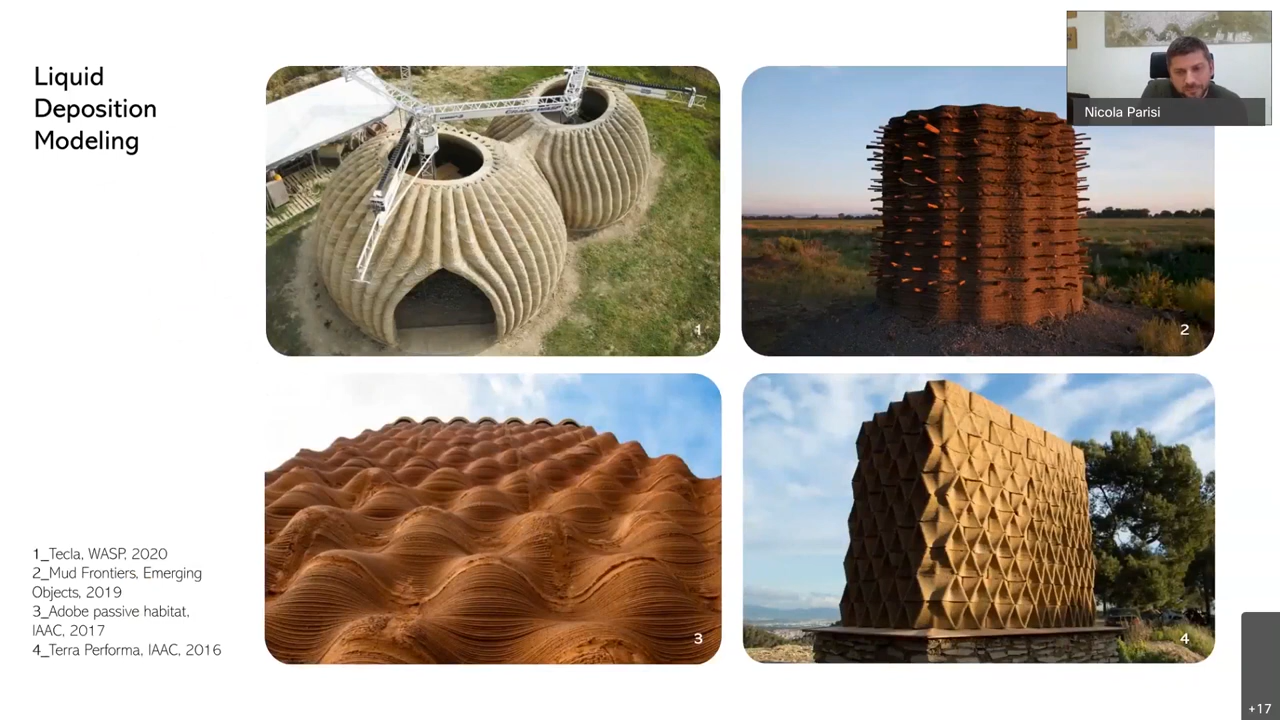 Liquid
Deposition
Modeling
Nicola Parisi
1
2
3
4
1_Tecla, WASP, 2020
2_Mud Frontiers, Emerging
Objects, 2019
3_Adobe passive habitat,
IAAC, 2017
4_Terra Performa, IAAC, 2016
+17